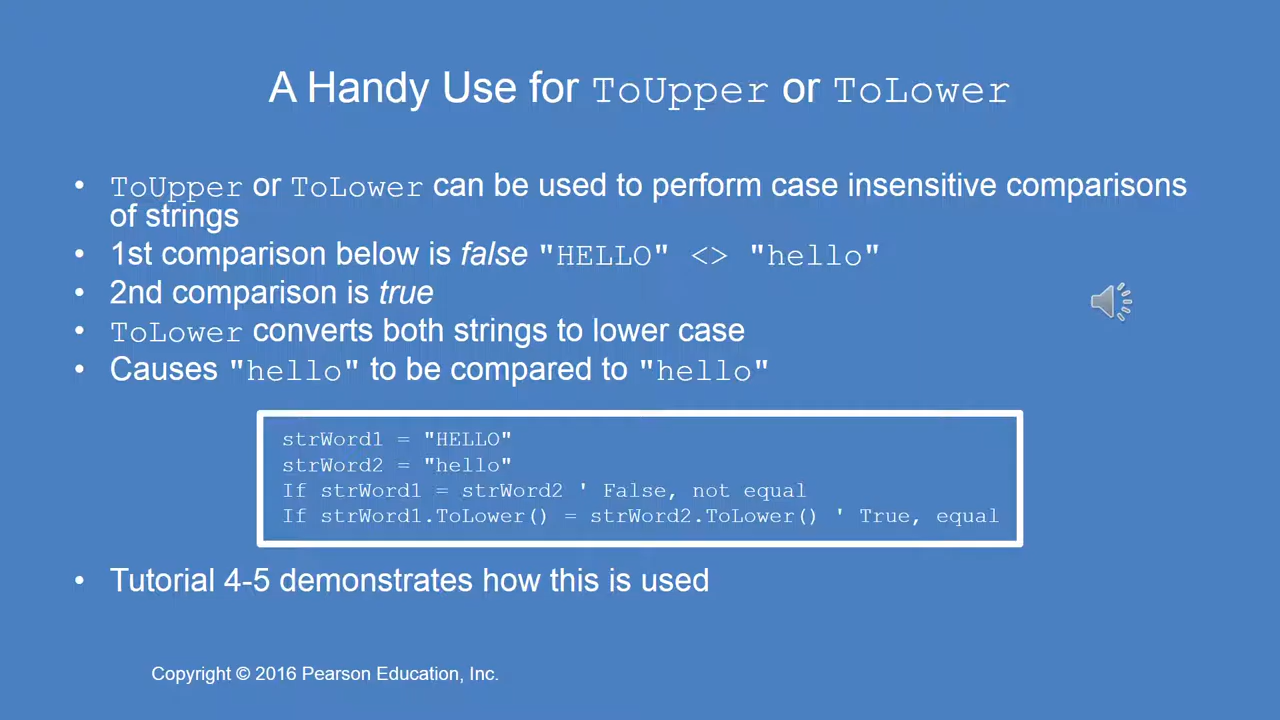 A Handy Use for ToUpper or ToLower
• ToUpper or ToLower can be used to perform case insensitive comparisons
of strings
• 1st comparison below is false "HELLO" <> "hello"
• 2nd comparison is true
• ToLower converts both strings to lower case
• Causes "hello" to be compared to "hello"
strWord1 = "HELLO"
strWord2 = "hello"
If strWord1 = strWord2 ' False, not equal
If strWord1.ToLower() = strWord2.ToLower() ' True, equal
• Tutorial 4-5 demonstrates how this is used
Copyright © 2016 Pearson Education, Inc.